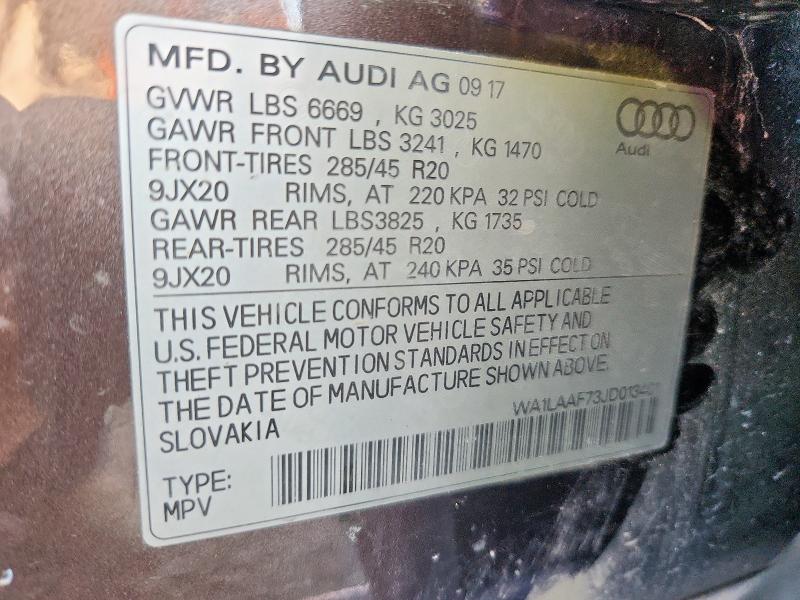 MFD. BY AUDI AG 09 17
GVWR LBS 6669 , KG 3025
GAWR FRONT LBS 3241 , KG 1470
FRONT-TIRES 285/45 R20
9JX20 RIMS, AT 220 KPA 32 PSI COLD
GAWR REAR LBS3825 , KG 1735
REAR-TIRES 285/45 R20
9JX20 RIMS, AT 240 KPA 35 PSI COLD
Audi
THIS VEHICLE CONFORMS TO ALL APPLICABLE
U.S. FEDERAL MOTOR VEHICLE SAFETY AND
THEFT PREVENTION STANDARDS IN EFFECT ON
THE DATE OF MANUFACTURE SHOWN ABOVE.
SLOVAKIA
TYPE:
MPV